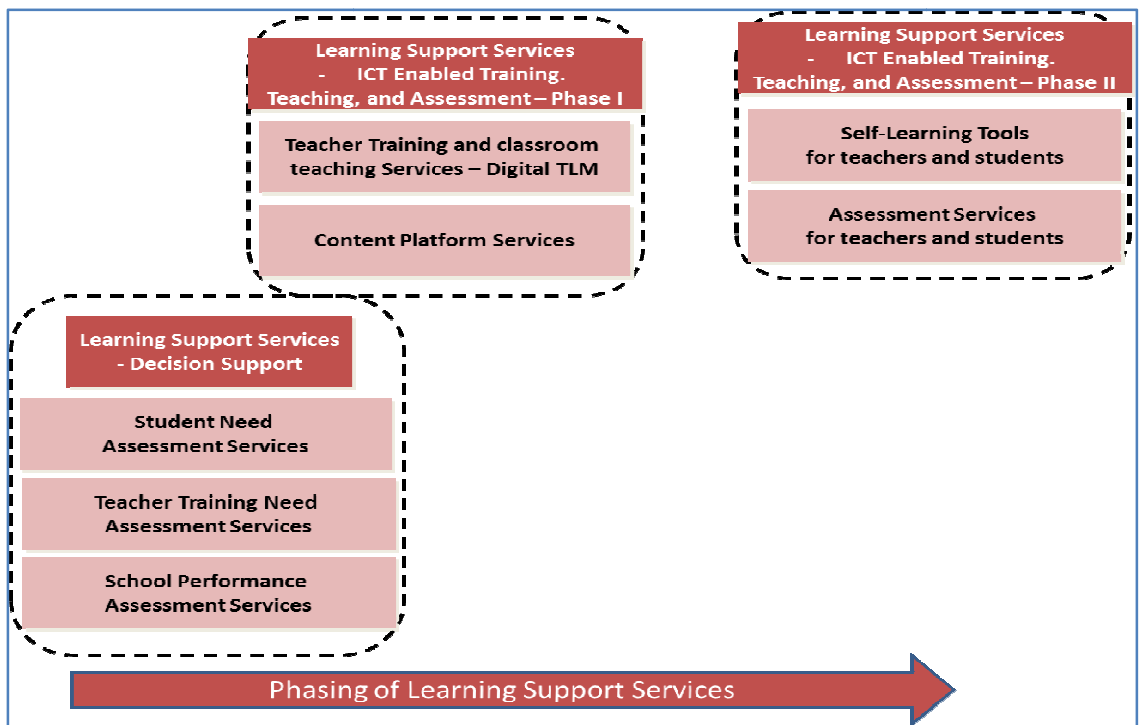 Learning Support Services
- ICT Enabled Training.
Teaching, and Assessment – Phase I
Teacher Training and classroom
teaching Services – Digital TLM
Content Platform Services
Learning Support Services
- ICT Enabled Training.
Teaching, and Assessment – Phase II
Self-Learning Tools
for teachers and students
Assessment Services
for teachers and students
Learning Support Services
- Decision Support
Student Need
Assessment Services
Teacher Training Need
Assessment Services
School Performance
Assessment Services
Phasing of Learning Support Services